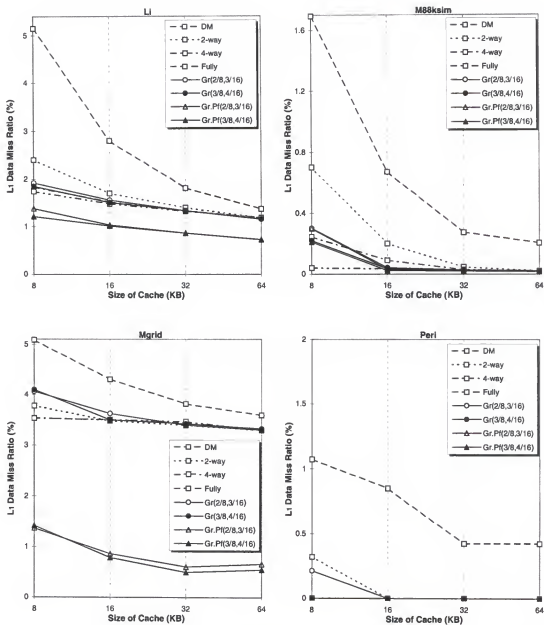 Li
L1 Data Miss Ratio (%)
5
4
3
2
1
0
8
16
32
64
Size of Cache (KB)
DM
2-way
4-way
Fully
Gr(2/8,3/16)
Gr(3/8,4/16)
Gr.Pf(2/8,3/16)
Gr.Pf(3/8,4/16)
M88ksim
L1 Data Miss Ratio (%)
1.6
1.2
0.8
0.4
0
8
16
32
64
Size of Cache (KB)
DM
2-way
4-way
Fully
Gr(2/8,3/16)
Gr(3/8,4/16)
Gr.Pf(2/8,3/16)
Gr.Pf(3/8,4/16)
Mgrid
L1 Data Miss Ratio (%)
5
4
3
2
1
0
8
16
32
64
Size of Cache (KB)
DM
2-way
4-way
Fully
Gr(2/8,3/16)
Gr(3/8,4/16)
Gr.Pf(2/8,3/16)
Gr.Pf(3/8,4/16)
Perl
L1 Data Miss Ratio (%)
2
1.5
1
0.5
0
8
16
32
64
Size of Cache (KB)
DM
2-way
4-way
Fully
Gr(2/8,3/16)
Gr(3/8,4/16)
Gr.Pf(2/8,3/16)
Gr.Pf(3/8,4/16)